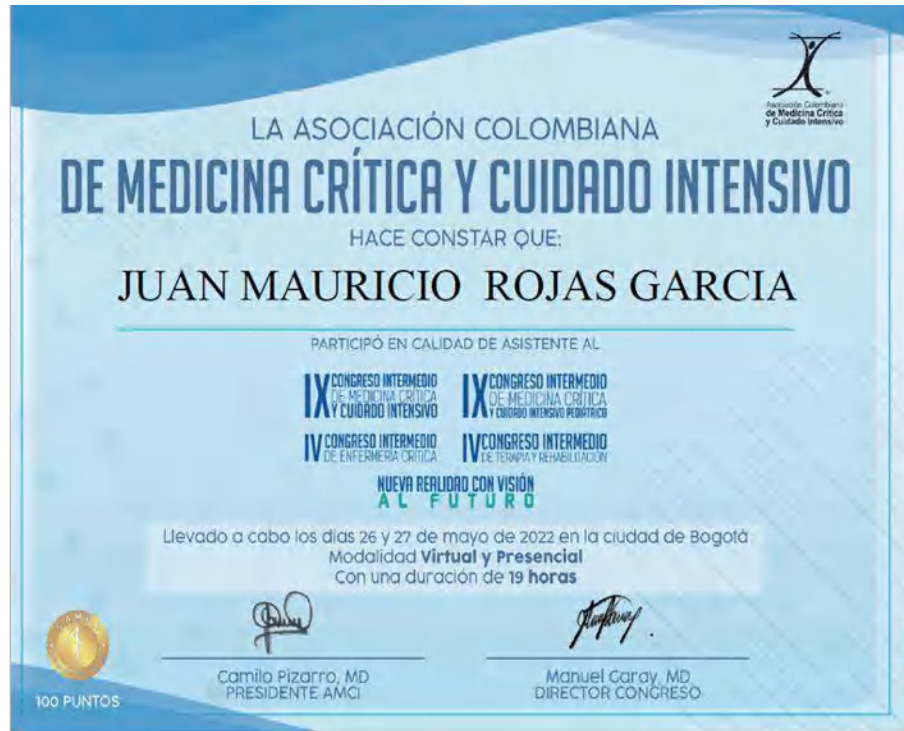 Asociación Colombiana
de Medicina Crítica
y Cuidado Intensivo
LA ASOCIACIÓN COLOMBIANA
DE MEDICINA CRÍTICA Y CUIDADO INTENSIVO
HACE CONSTAR QUE:
JUAN MAURICIO ROJAS GARCIA
PARTICIPÓ EN CALIDAD DE ASISTENTE AL
IX CONGRESO INTERMEDIO
DE MEDICINA CRÍTICA
Y CUIDADO INTENSIVO
IX CONGRESO INTERMEDIO
DE MEDICINA CRÍTICA
Y CUIDADO INTENSIVO PEDIÁTRICO
IV CONGRESO INTERMEDIO
DE ENFERMERÍA CRÍTICA
IV CONGRESO INTERMEDIO
DE TERAPIA Y REHABILITACIÓN
NUEVA REALIDAD CON VISIÓN
AL FUTURO
Llevado a cabo los días 26 y 27 de mayo de 2022 en la ciudad de Bogotá
Modalidad Virtual y Presencial
Con una duración de 19 horas
Camilo Pizarro, MD
PRESIDENTE AMCI
Manuel Garay, MD
DIRECTOR CONGRESO
100 PUNTOS